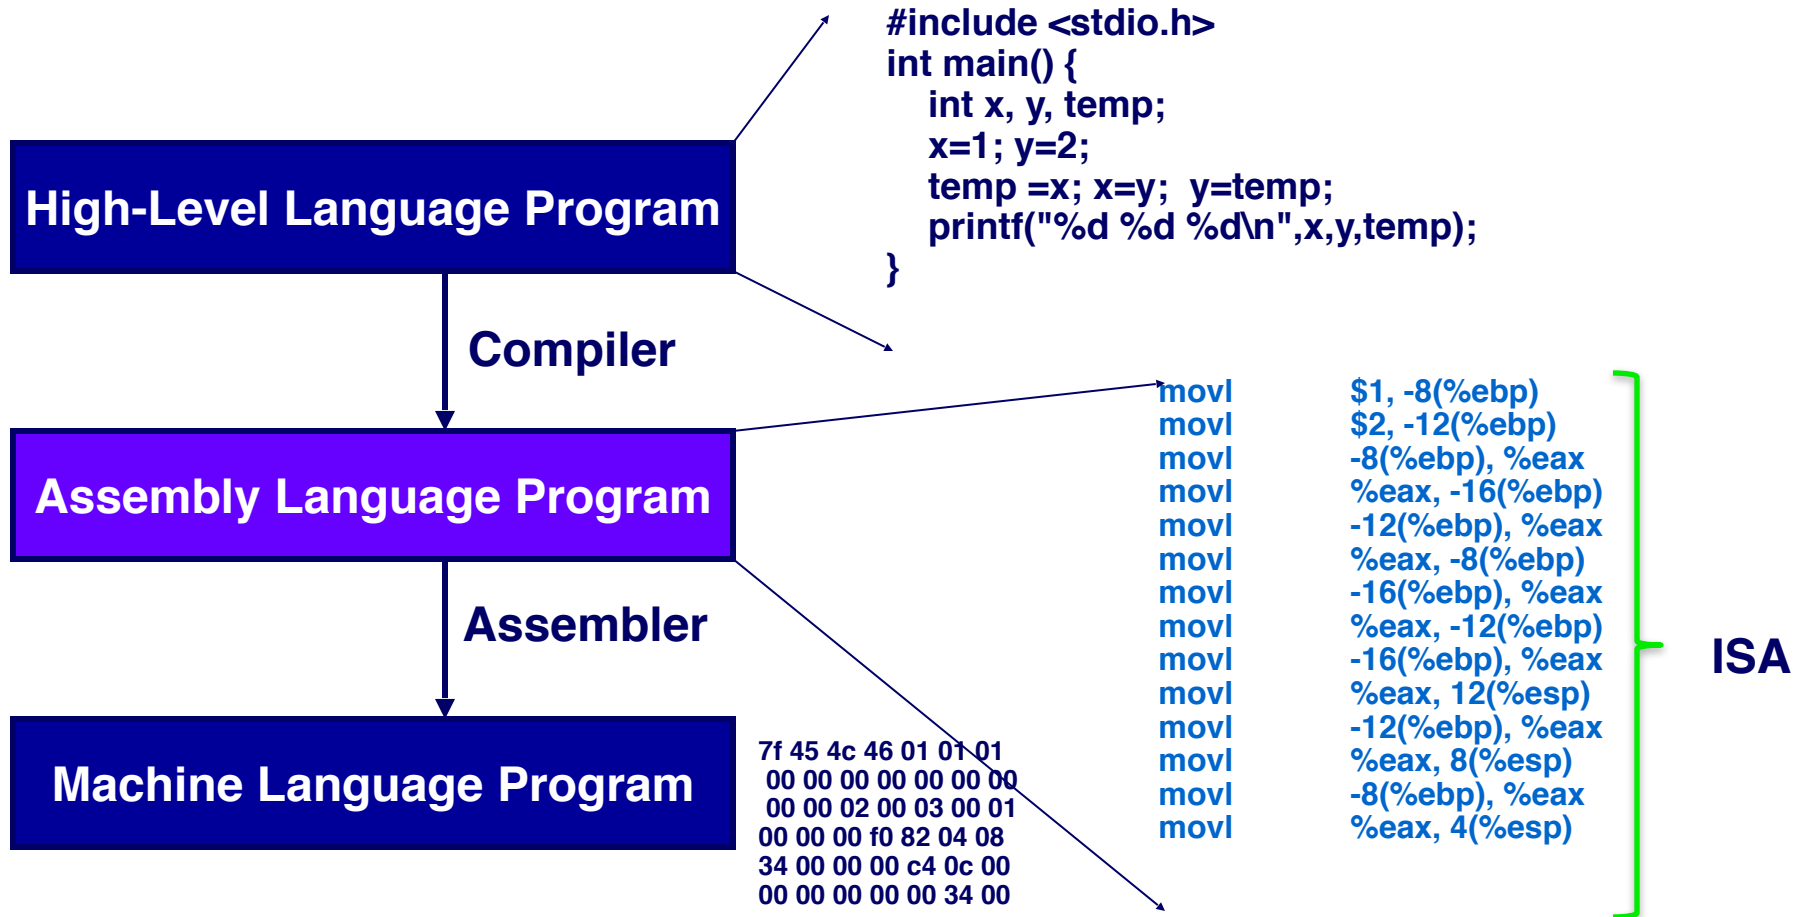 #include <stdio.h>
int main() {
int x, y, temp;
x=1; y=2;
temp =x; x=y;  y=temp;
printf("%d %d %d\n",x,y,temp);
}
High-Level Language Program
Compiler
Assembly Language Program
Assembler
Machine Language Program
7f 45 4c 46 01 01 01
00 00 00 00 00 00 00
00 00 02 00 03 00 01
00 00 00 f0 82 04 08
34 00 00 00 c4 0c 00
00 00 00 00 00 34 00
movl $1, -8(%ebp)
movl $2, -12(%ebp)
movl -8(%ebp), %eax
movl %eax, -16(%ebp)
movl -12(%ebp), %eax
movl %eax, -8(%ebp)
movl -16(%ebp), %eax
movl %eax, -12(%ebp)
movl -16(%ebp), %eax
movl %eax, 12(%esp)
movl -12(%ebp), %eax
movl %eax, 8(%esp)
movl -8(%ebp), %eax
movl %eax, 4(%esp)
ISA